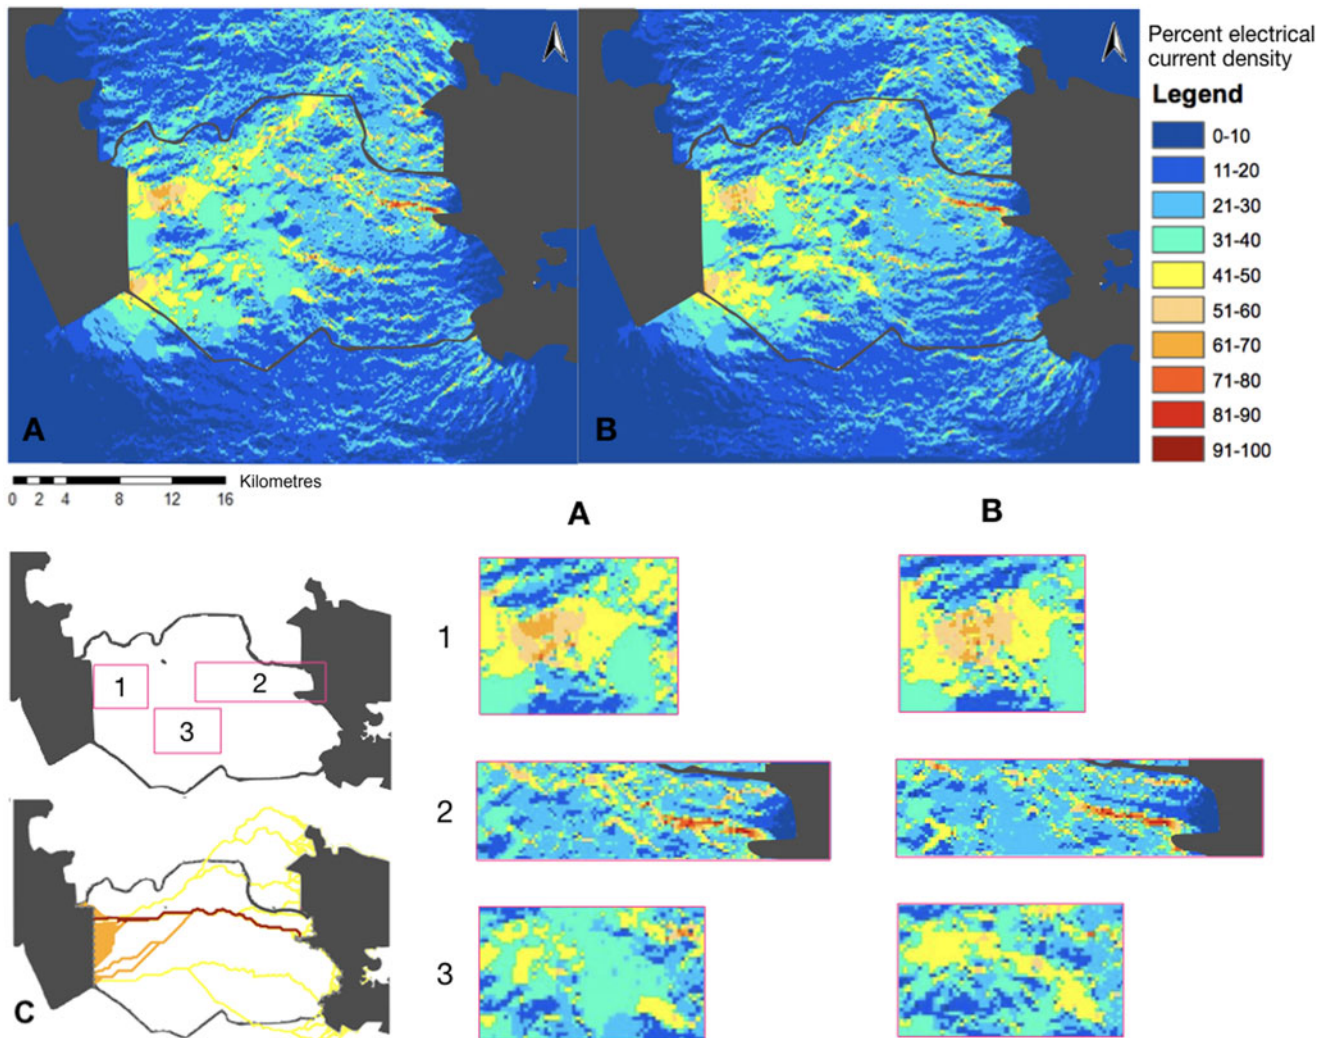 Percent electrical
current density
Legend
0-10
11-20
21-30
31-40
41-50
51-60
61-70
71-80
81-90
91-100
A
B
Kilometres
0 2 4 8 12 16
A
B
1
2
3
1
2
3
C